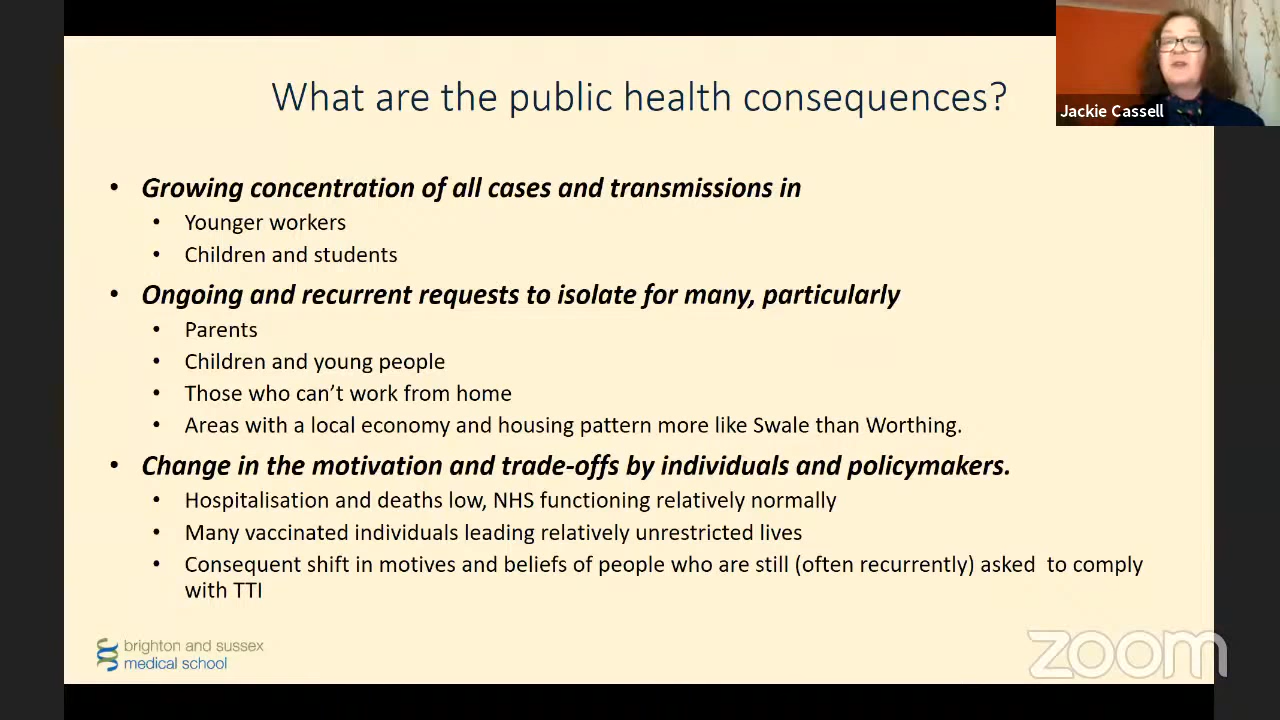 What are the public health consequences?
Jackie Cassell
• Growing concentration of all cases and transmissions in
• Younger workers
• Children and students
• Ongoing and recurrent requests to isolate for many, particularly
• Parents
• Children and young people
• Those who can’t work from home
• Areas with a local economy and housing pattern more like Swale than Worthing.
• Change in the motivation and trade-offs by individuals and policymakers.
• Hospitalisation and deaths low, NHS functioning relatively normally
• Many vaccinated individuals leading relatively unrestricted lives
• Consequent shift in motives and beliefs of people who are still (often recurrently) asked  to comply
with TTI
brighton and sussex
medical school
zoom